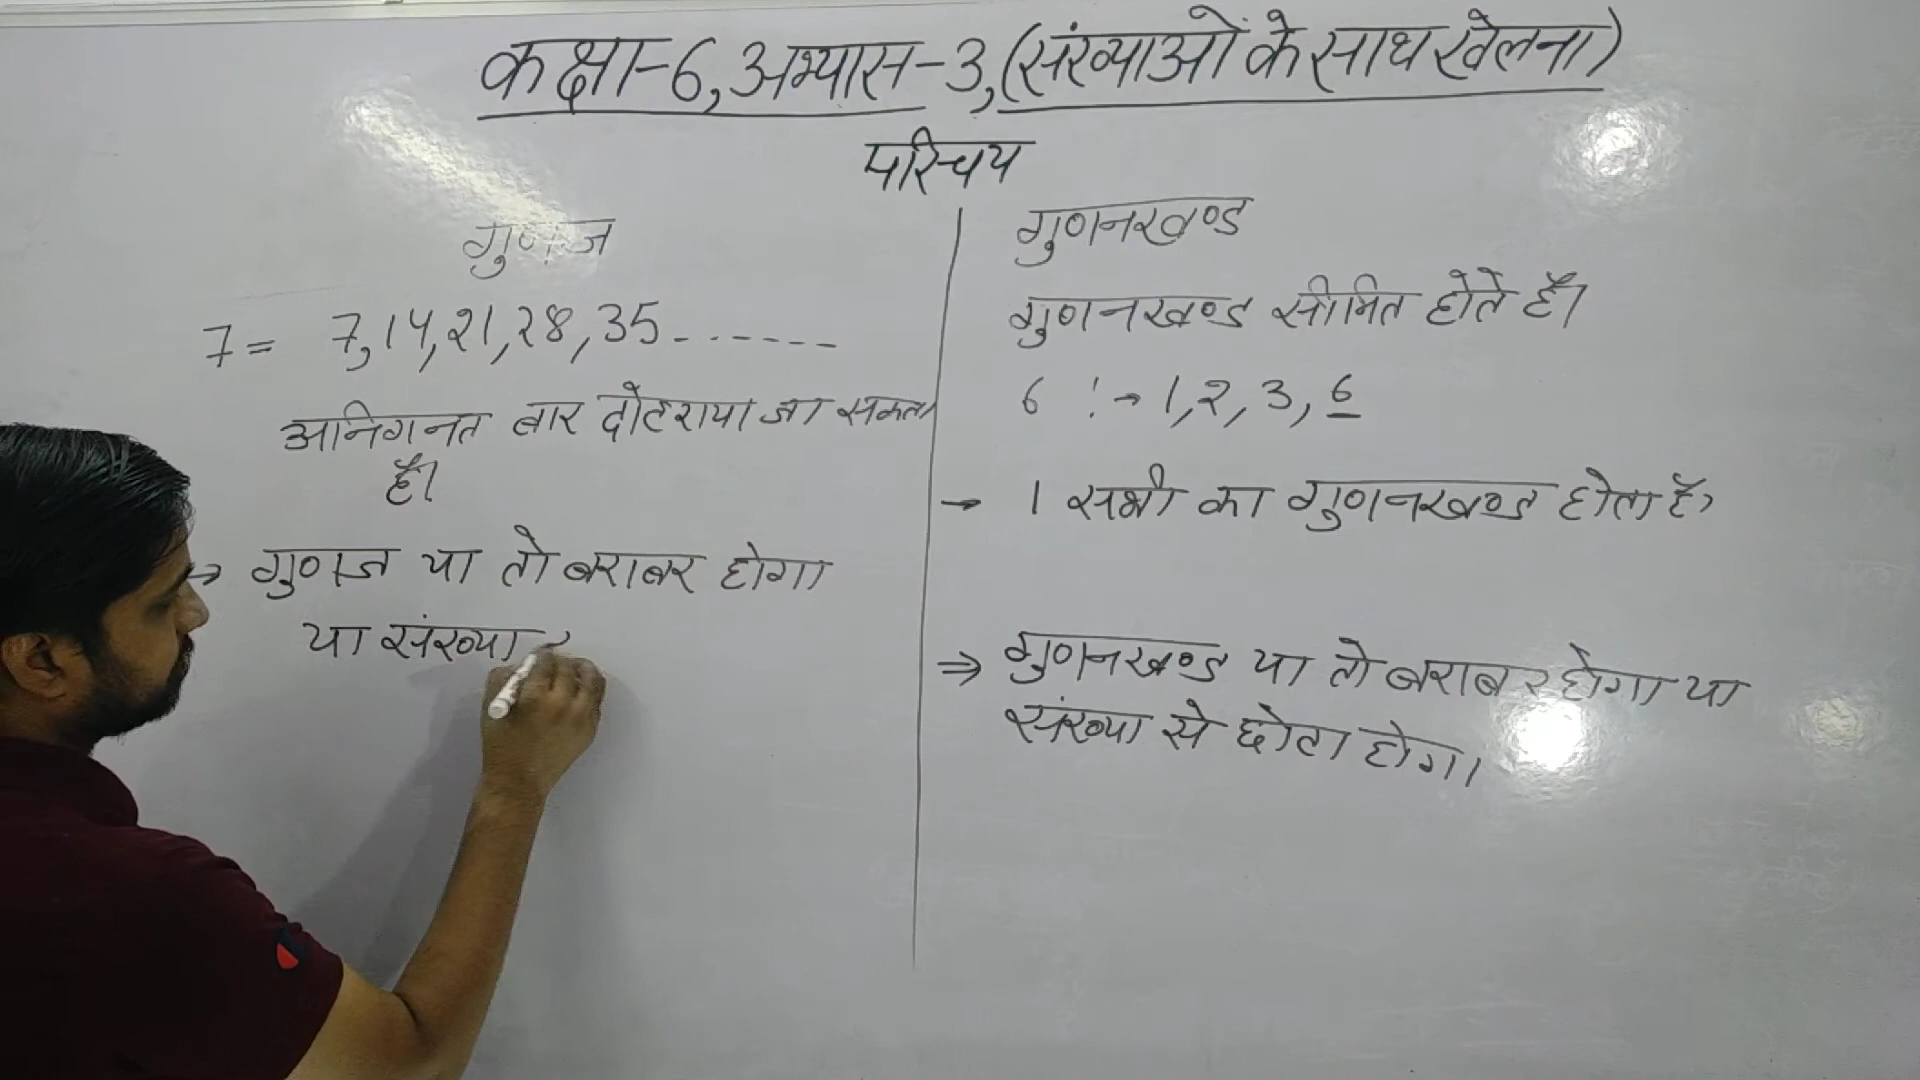 कक्षा-6, अभ्यास-3, (संख्याओं के साथ खेलना)
परिचय
गुणज
7 = 7, 14, 21, 28, 35-------
अनगिनत बार दोहराया जा सकता
है।
→ गुणज या तो बराबर होगा
या संख्या
गुणनखण्ड
गुणनखण्ड सीमित होते हैं।
6 :→ 1, 2, 3, 6
→ 1 सभी का गुणनखण्ड होता है,
⇒ गुणनखण्ड या तो बराबर होगा या
संख्या से छोटा होगा